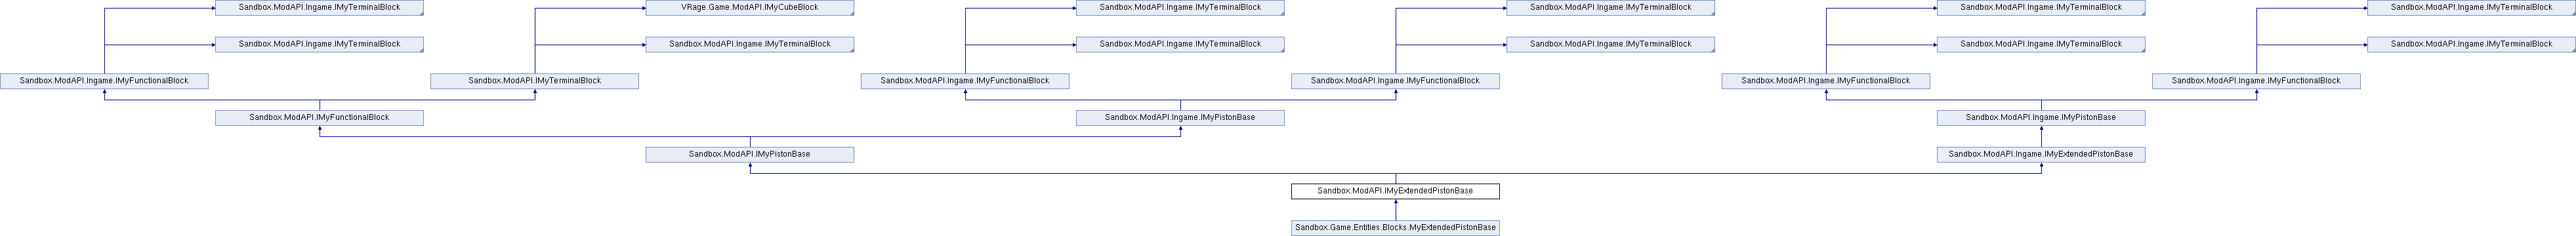 Sandbox.ModAPI.Ingame.IMyTerminalBlock
VRage.Game.ModAPI.IMyCubeBlock
Sandbox.ModAPI.Ingame.IMyTerminalBlock
Sandbox.ModAPI.Ingame.IMyTerminalBlock
Sandbox.ModAPI.Ingame.IMyTerminalBlock
Sandbox.ModAPI.Ingame.IMyTerminalBlock
Sandbox.ModAPI.Ingame.IMyTerminalBlock
Sandbox.ModAPI.Ingame.IMyTerminalBlock
Sandbox.ModAPI.Ingame.IMyTerminalBlock
Sandbox.ModAPI.Ingame.IMyTerminalBlock
Sandbox.ModAPI.Ingame.IMyTerminalBlock
Sandbox.ModAPI.Ingame.IMyTerminalBlock
Sandbox.ModAPI.Ingame.IMyFunctionalBlock
Sandbox.ModAPI.IMyTerminalBlock
Sandbox.ModAPI.Ingame.IMyFunctionalBlock
Sandbox.ModAPI.Ingame.IMyFunctionalBlock
Sandbox.ModAPI.Ingame.IMyFunctionalBlock
Sandbox.ModAPI.Ingame.IMyFunctionalBlock
Sandbox.ModAPI.IMyFunctionalBlock
Sandbox.ModAPI.Ingame.IMyPistonBase
Sandbox.ModAPI.Ingame.IMyPistonBase
Sandbox.ModAPI.IMyPistonBase
Sandbox.ModAPI.Ingame.IMyExtendedPistonBase
Sandbox.ModAPI.IMyExtendedPistonBase
Sandbox.Game.Entities.Blocks.MyExtendedPistonBase